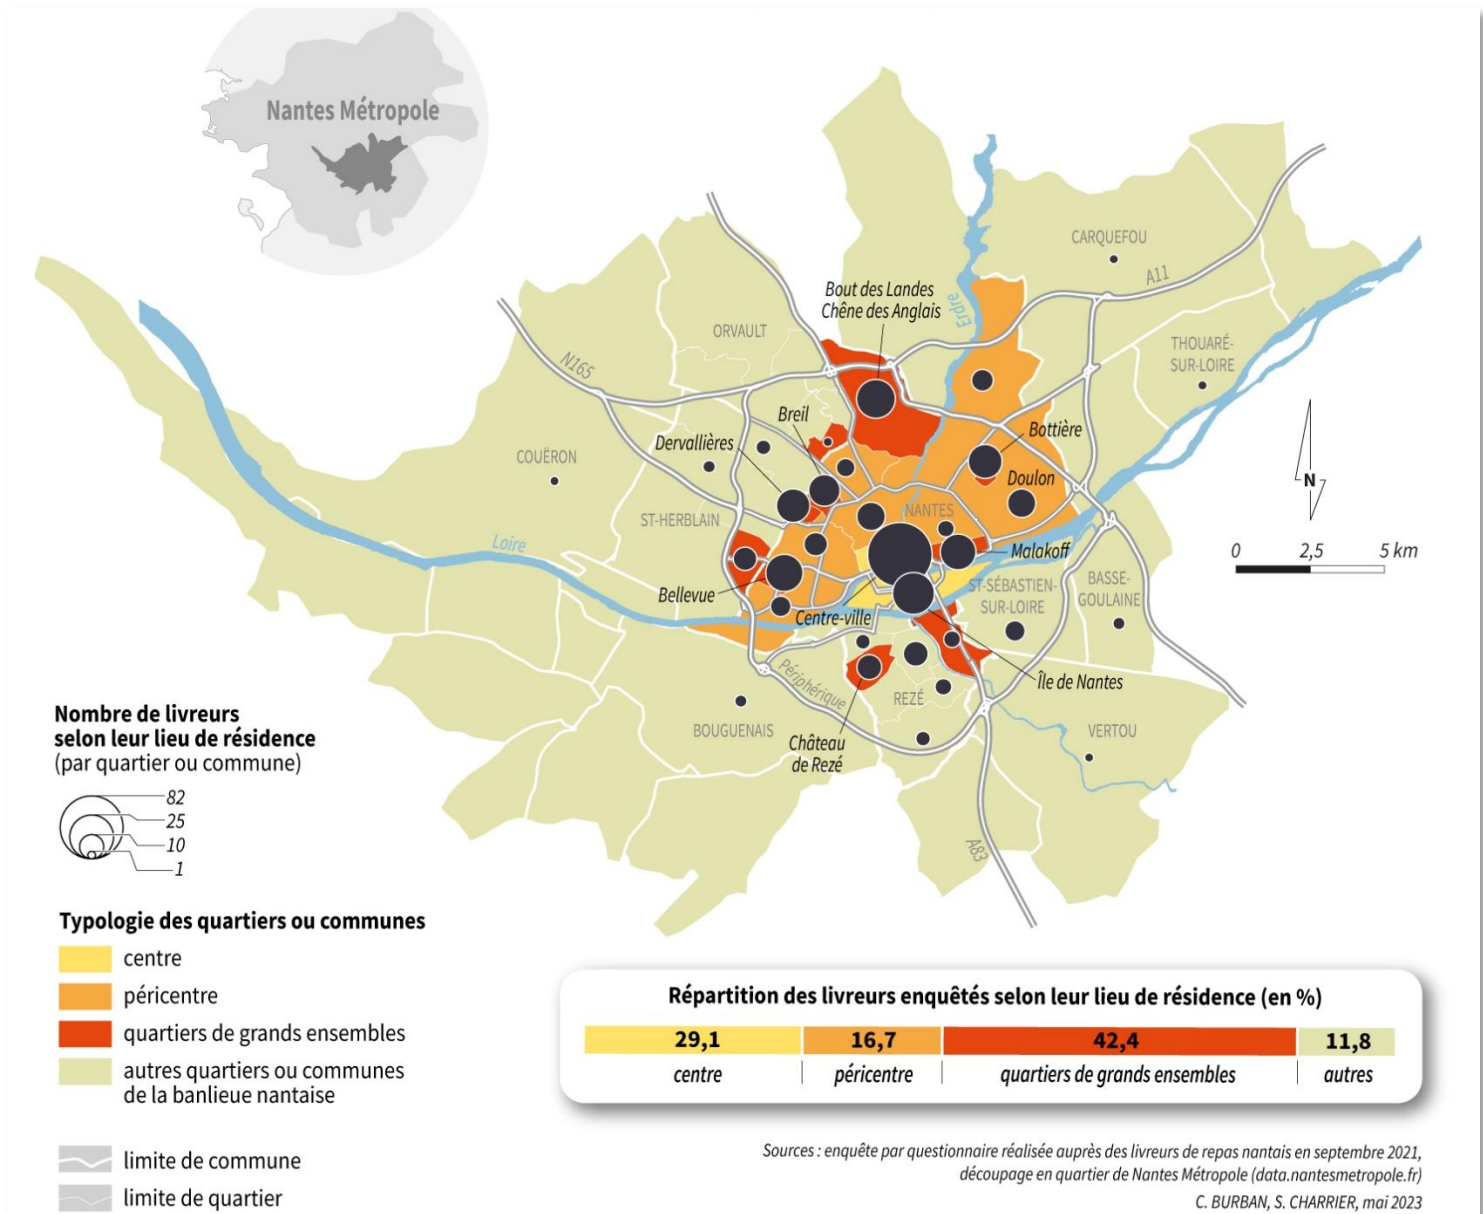 Nantes Métropole
CARQUEFOU
A11
Bout des Landes
Chêne des Anglais
Erdre
ORVAULT
THOUARÉ-
SUR-LOIRE
N165
Breil
Dervallières
Bottière
COUËRON
Doulon
N
ST-HERBLAIN
NANTES
Loire
Malakoff
0 2,5 5 km
Bellevue
ST-SÉBASTIEN-
SUR-LOIRE
BASSE-
GOULAINE
Centre-ville
Île de Nantes
Périphérique
REZÉ
BOUGUENAIS
VERTOU
Château
de Rezé
A83
Nombre de livreurs
selon leur lieu de résidence
(par quartier ou commune)
82
25
10
1
Typologie des quartiers ou communes
centre
péricentre
quartiers de grands ensembles
autres quartiers ou communes
de la banlieue nantaise
limite de commune
limite de quartier
Répartition des livreurs enquêtés selon leur lieu de résidence (en %)
29,1 16,7 42,4 11,8
centre péricentre quartiers de grands ensembles autres
Sources : enquête par questionnaire réalisée auprès des livreurs de repas nantais en septembre 2021,
découpage en quartier de Nantes Métropole (data.nantesmetropole.fr)
C. BURBAN, S. CHARRIER, mai 2023